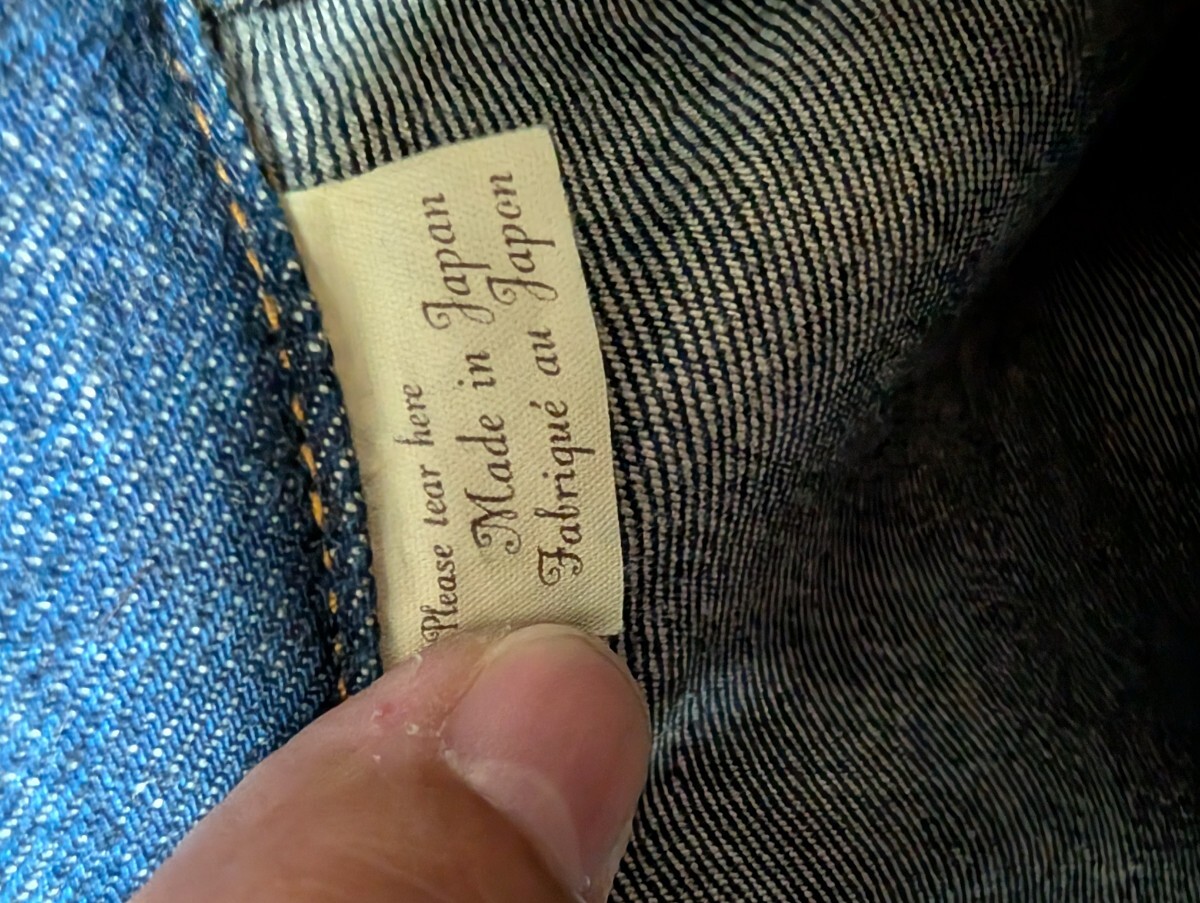 Please tear here
Made in Japan
Fabriqué au Japon